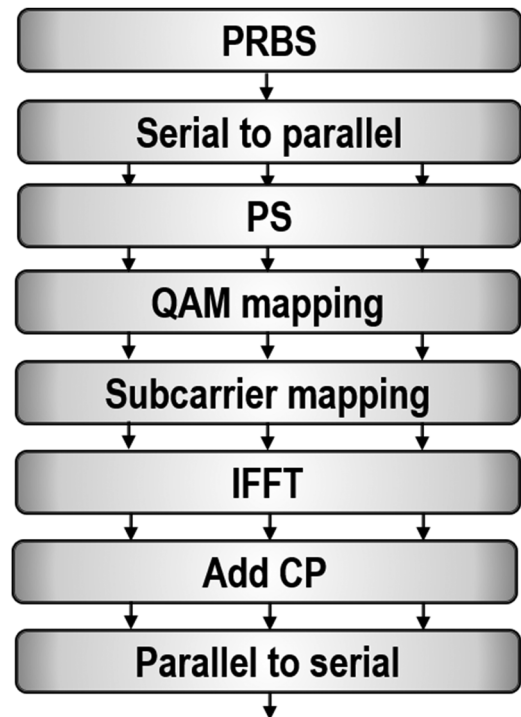 PRBS
Serial to parallel
PS
QAM mapping
Subcarrier mapping
IFFT
Add CP
Parallel to serial